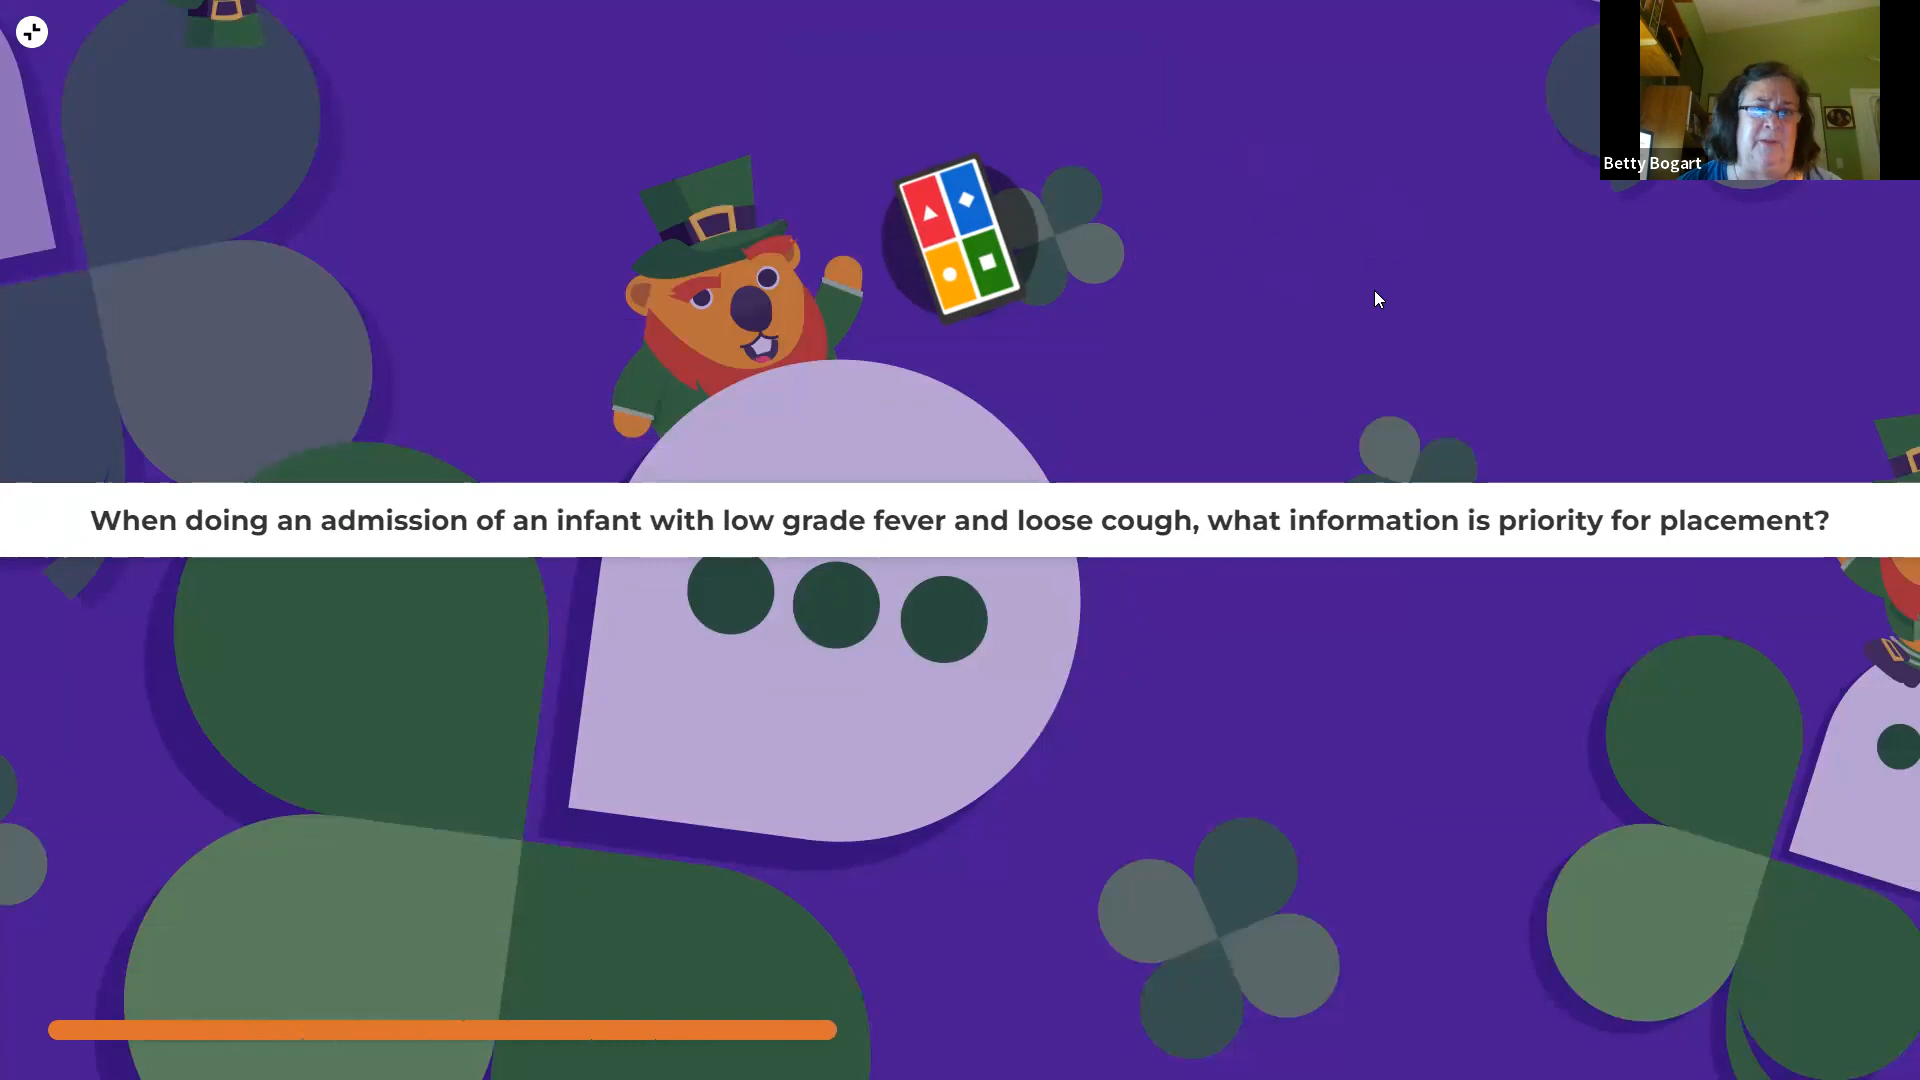 Betty Bogart
When doing an admission of an infant with low grade fever and loose cough, what information is priority for placement?